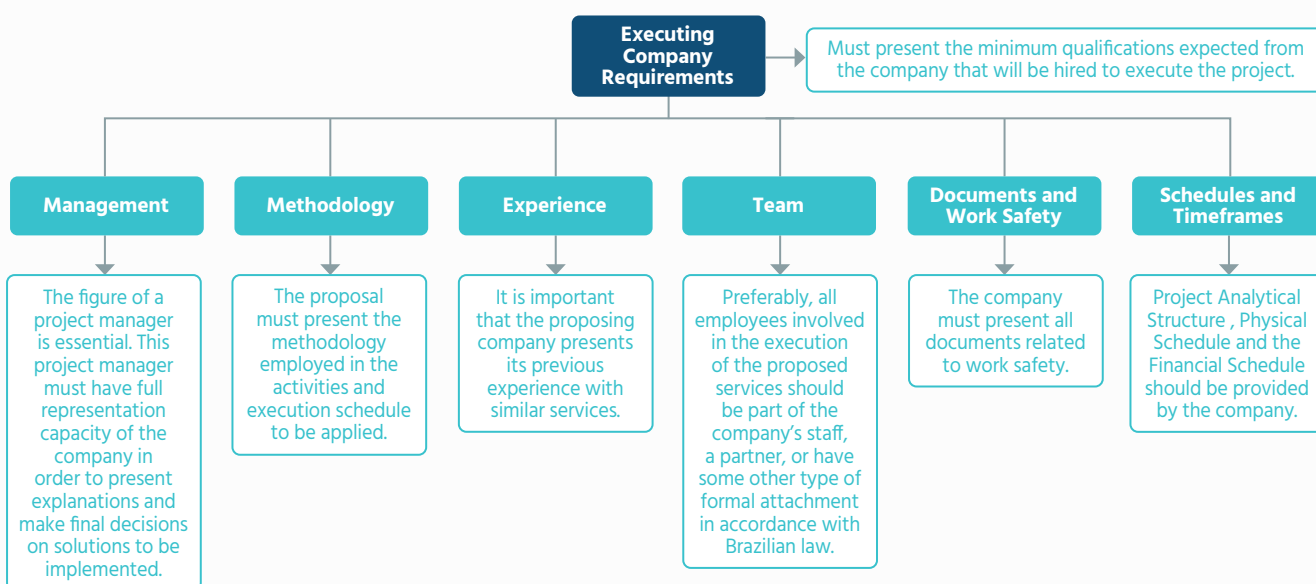 Executing
Company
Requirements
Must present the minimum qualifications expected from
the company that will be hired to execute the project.
Management
The figure of a
project manager
is essential. This
project manager
must have full
representation
capacity of the
company in
order to present
explanations and
make final decisions
on solutions to be
implemented.
Methodology
The proposal
must present the
methodology
employed in the
activities and
execution schedule
to be applied.
Experience
It is important
that the proposing
company presents
its previous
experience with
similar services.
Team
Preferably, all
employees involved
in the execution
of the proposed
services should
be part of the
company’s staff,
a partner, or have
some other type of
formal attachment
in accordance with
Brazilian law.
Documents and
Work Safety
The company
must present all
documents related
to work safety.
Schedules and
Timeframes
Project Analytical
Structure , Physical
Schedule and the
Financial Schedule
should be provided
by the company.